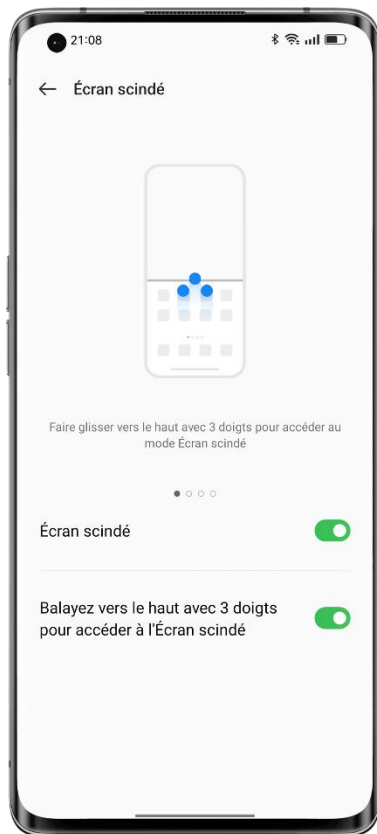 21:08
Écran scindé
Faire glisser vers le haut avec 3 doigts pour accéder au
mode Écran scindé
Écran scindé
Balayez vers le haut avec 3 doigts
pour accéder à l'Écran scindé